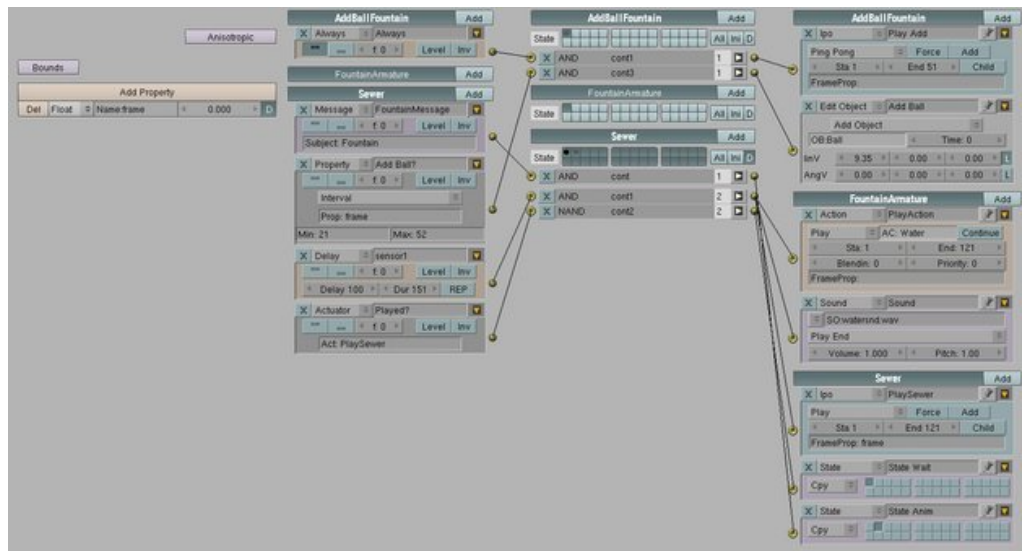 Anisotropic
Bounds
Add Property
Del Float Name:frame 0.000 D
AddBallFountain Add
X Always Always
f: 0 Level Inv
FountainArmature Add
Sewer Add
X Message FountainMessage
f: 0 Level Inv
Subject: Fountain
X Property Add Ball?
f: 0 Level Inv
Interval
Prop: frame
Min: 21 Max: 52
X Delay sensor1
f: 0 Level Inv
Delay 100 Dur 151 REP
X Actuator Played?
f: 0 Level Inv
Act: PlaySewer
AddBallFountain Add
State All Ini D
X AND cont1 1
X AND cont3 1
FountainArmature Add
State All Ini D
Sewer Add
State All Ini D
X AND cont 1
X AND cont1 2
X NAND cont2 2
AddBallFountain Add
X Ipo Play Add
Ping Pong Force Add
Sta 1 End 51 Child
FrameProp:
X Edit Object Add Ball
Add Object
OB:Ball Time: 0
linV 9.35 0.00 0.00 L
AngV 0.00 0.00 0.00 L
FountainArmature Add
X Action PlayAction
Play AC: Water Continue
Sta: 1 End: 121
Blendin: 0 Priority: 0
FrameProp:
X Sound Sound
SO:watersnd.wav
Play End
Volume: 1.000 Pitch: 1.00
Sewer Add
X Ipo PlaySewer
Play Force Add
Sta 1 End 121 Child
FrameProp: frame
X State State Wait
Cpy
X State State Anim
Cpy